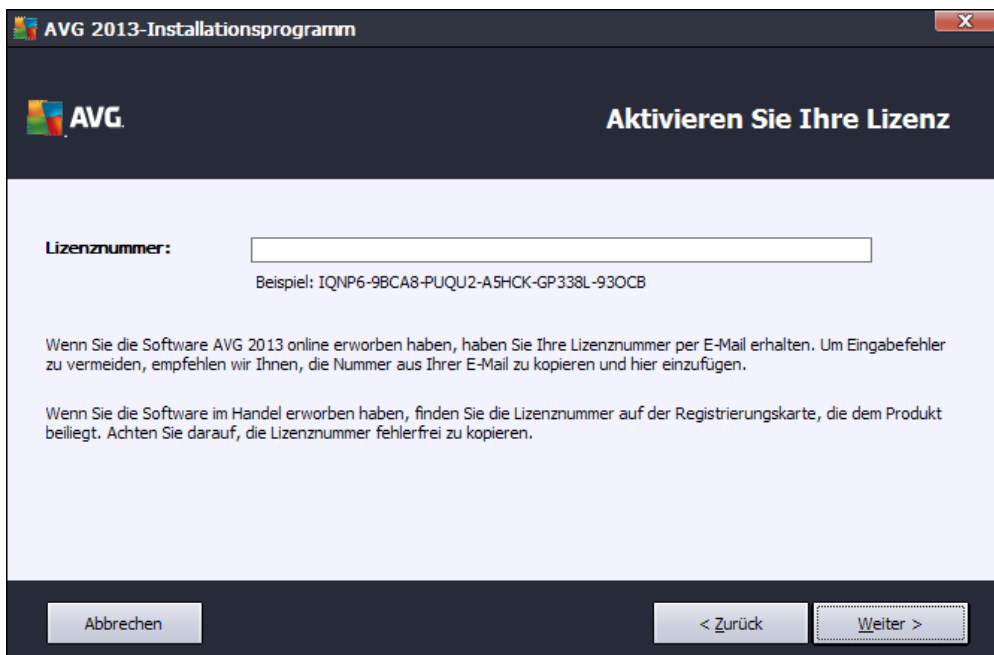 AVG 2013-Installationsprogramm
X
AVG.
Aktivieren Sie Ihre Lizenz
Lizenznummer:
Beispiel: IQNP6-9BCA8-PUQU2-A5HCK-GP338L-93OCB
Wenn Sie die Software AVG 2013 online erworben haben, haben Sie Ihre Lizenznummer per E-Mail erhalten. Um Eingabefehler
zu vermeiden, empfehlen wir Ihnen, die Nummer aus Ihrer E-Mail zu kopieren und hier einzufügen.
Wenn Sie die Software im Handel erworben haben, finden Sie die Lizenznummer auf der Registrierungskarte, die dem Produkt
beiliegt. Achten Sie darauf, die Lizenznummer fehlerfrei zu kopieren.
Abbrechen
< Zurück
Weiter >